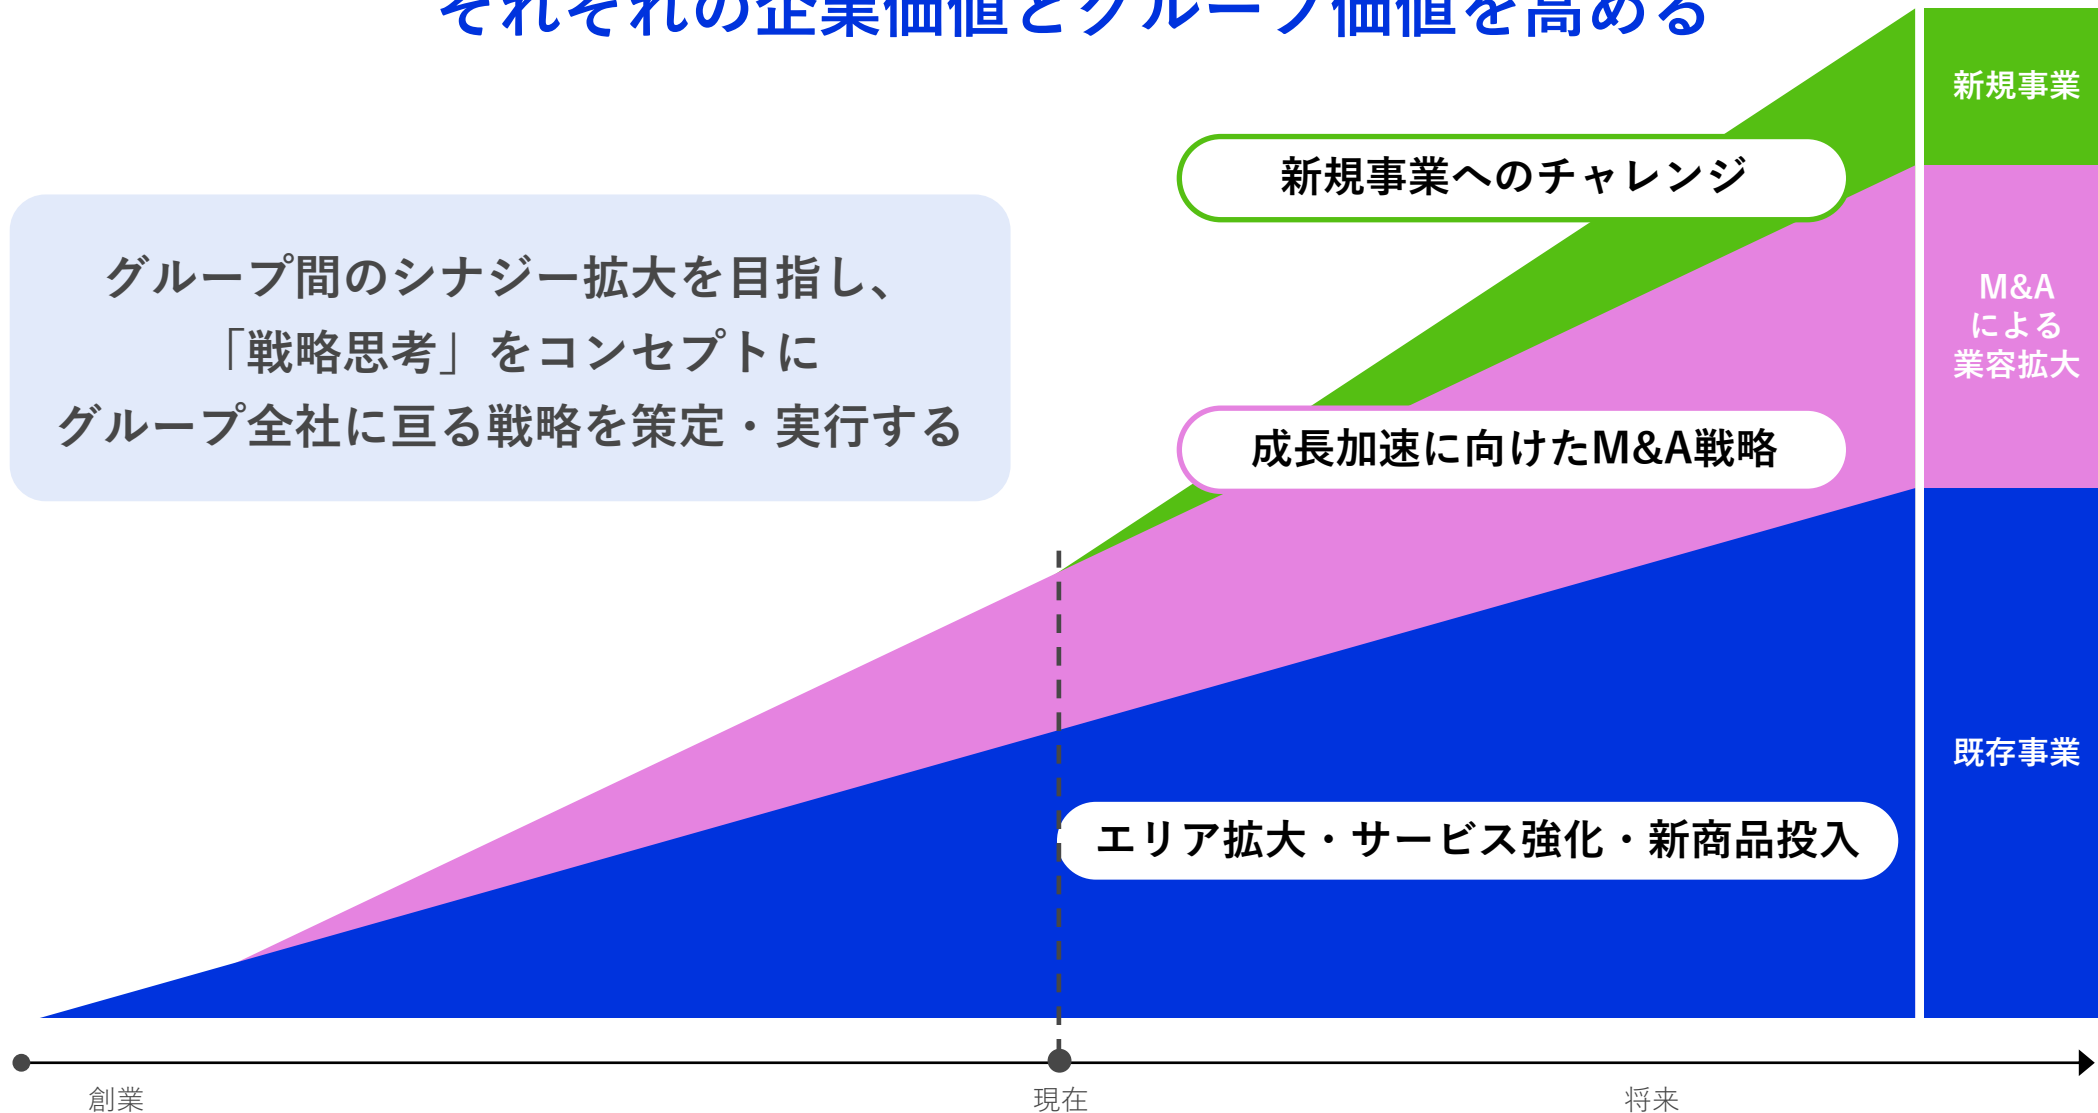 それぞれの企業価値とグループ価値を高める
新規事業
新規事業へのチャレンジ
グループ間のシナジー拡大を目指し、
「戦略思考」をコンセプトに
グループ全社に亘る戦略を策定・実行する
M&A
による
業容拡大
成長加速に向けたM&A戦略
既存事業
エリア拡大・サービス強化・新商品投入
創業
現在
将来